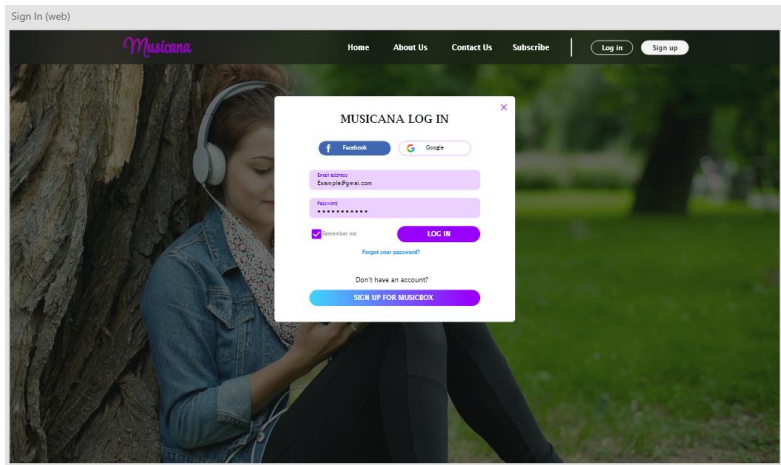 Sign In (web)
Musicana
Home About Us Contact Us Subscribe Log in Sign up
MUSICANA LOG IN
Facebook Google
Email address
Example@gmai.com
Password
Remember me LOG IN
Forgot your password?
Don't have an account?
SIGN UP FOR MUSICBOX